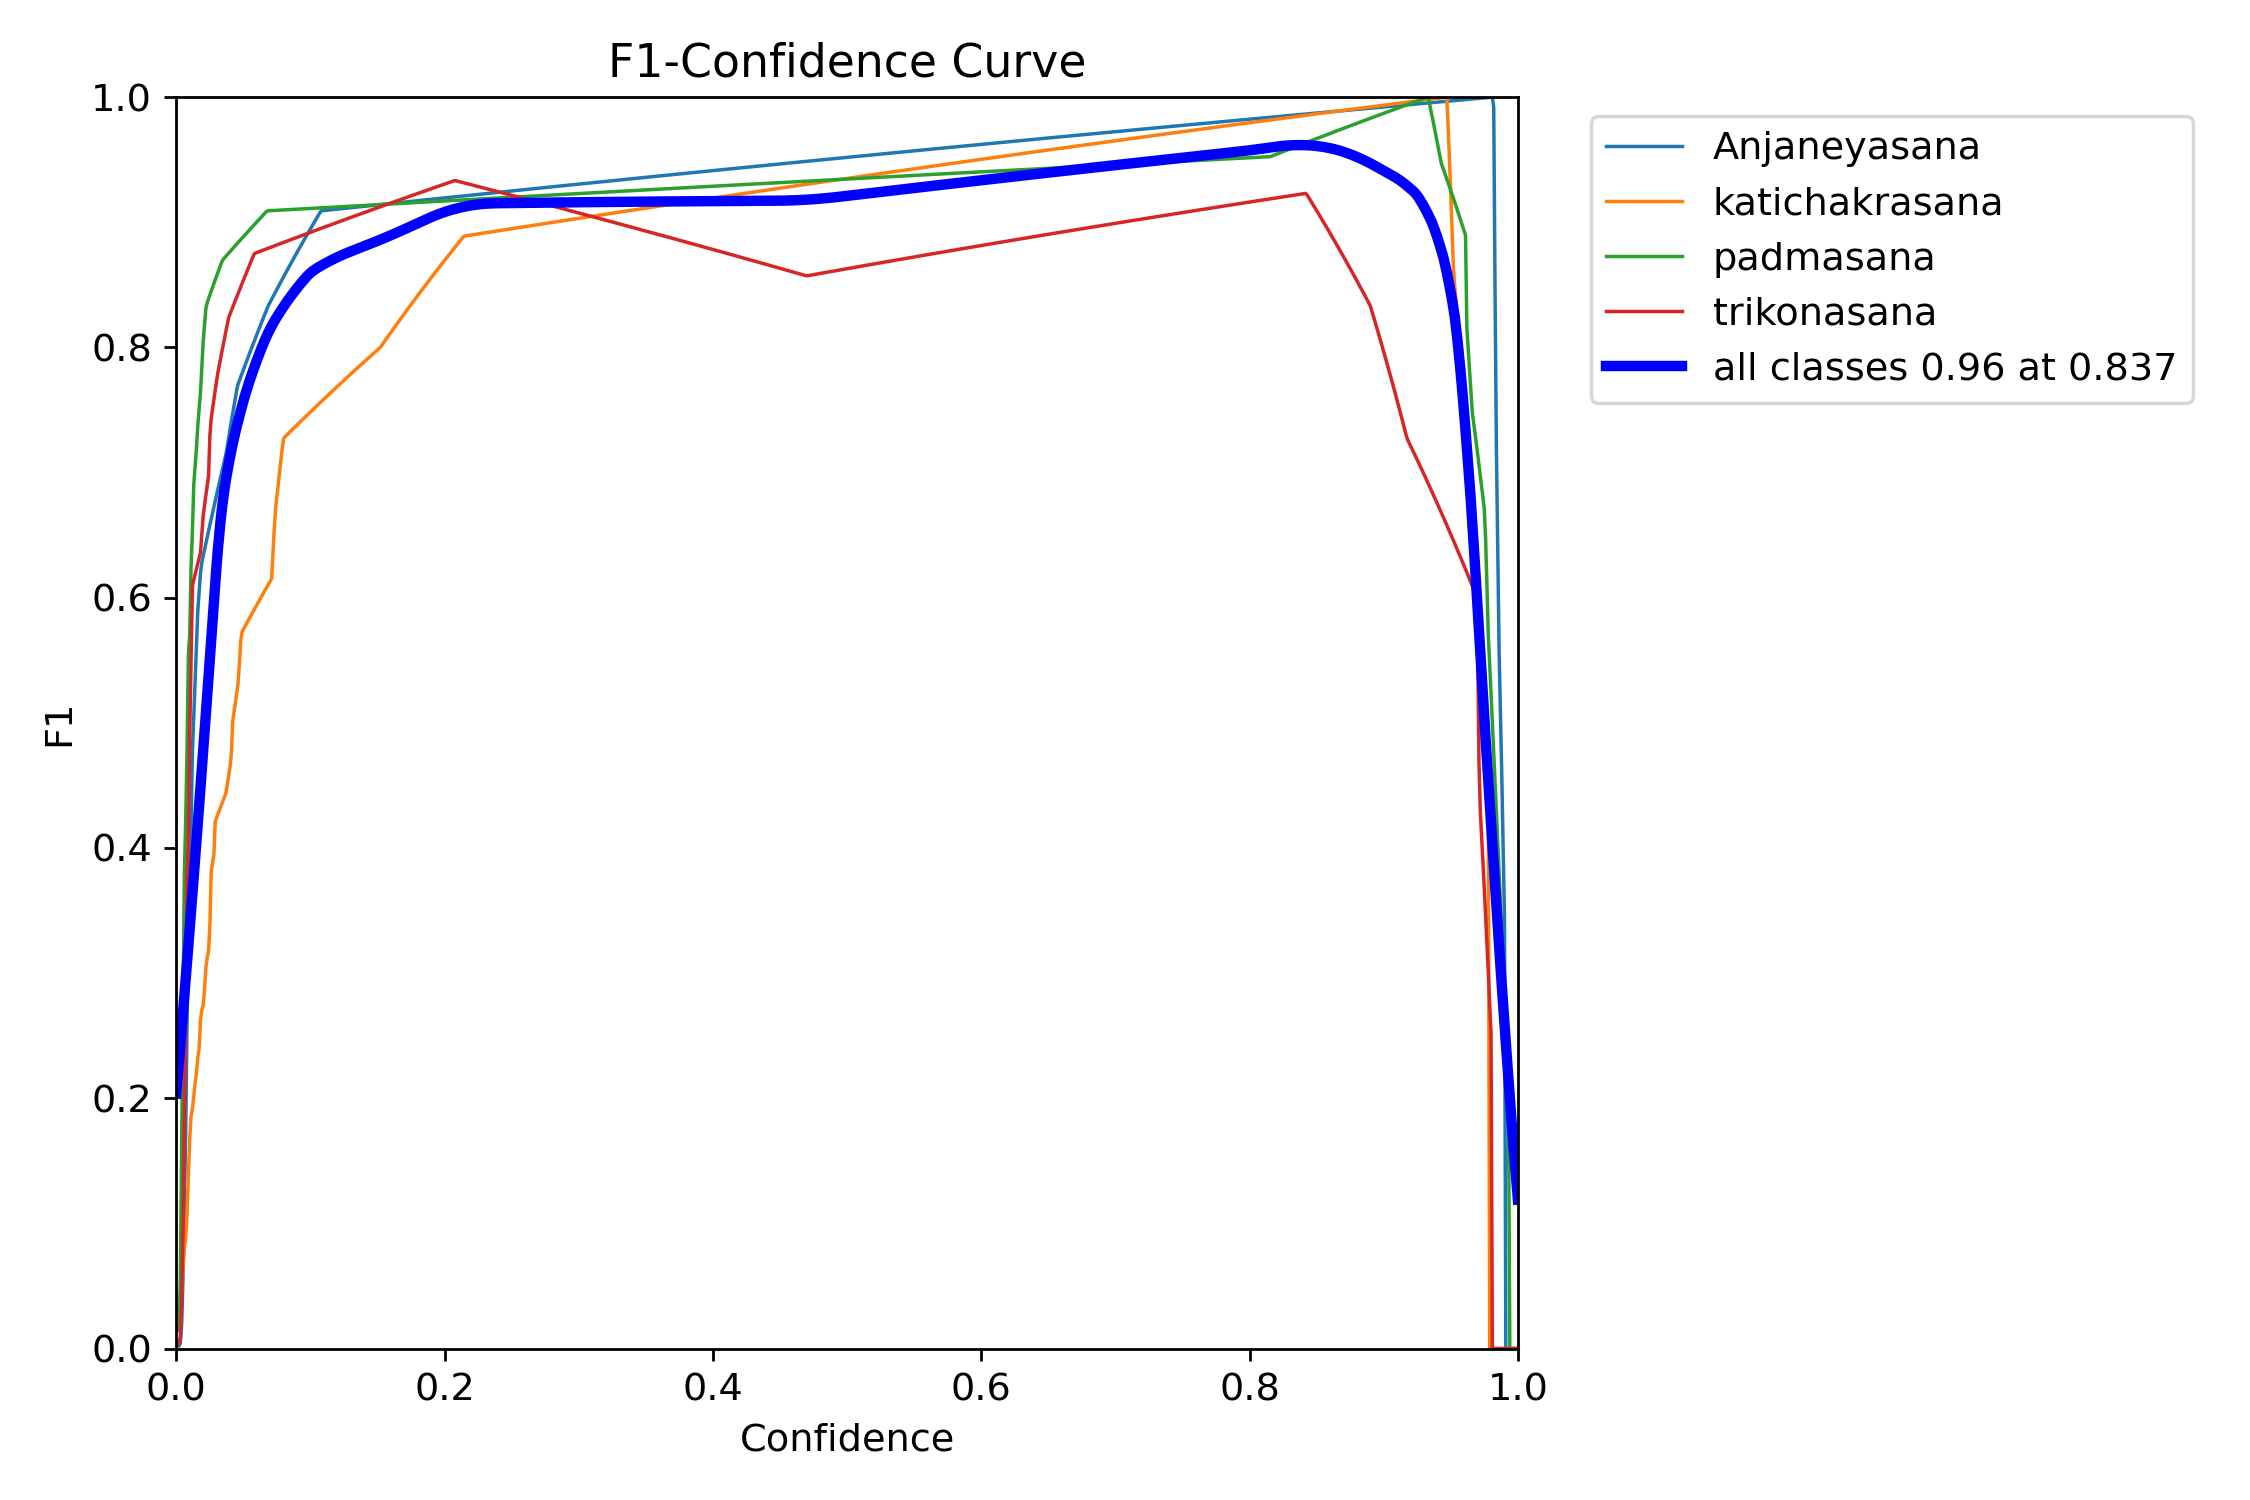 F1-Confidence Curve
1.0
0.8
0.6
0.4
0.2
0.0
F1
0.0 0.2 0.4 0.6 0.8 1.0
Confidence
Anjaneyasana
katichakrasana
padmasana
trikonasana
all classes 0.96 at 0.837